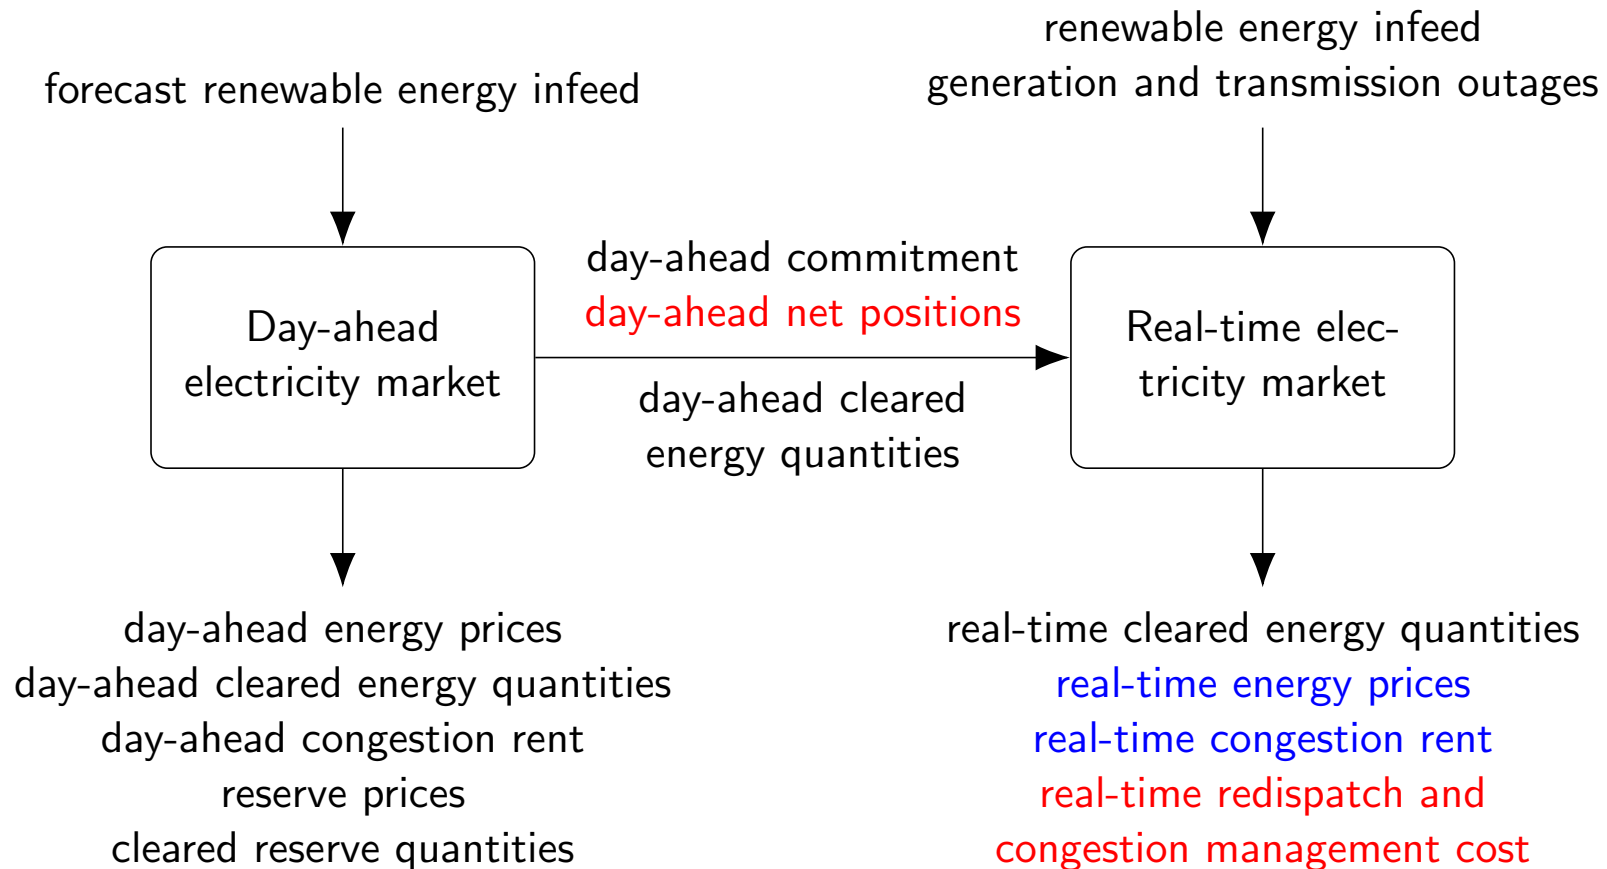 forecast renewable energy infeed
renewable energy infeed
generation and transmission outages
Day-ahead
electricity market
day-ahead commitment
day-ahead net positions
day-ahead cleared
energy quantities
Real-time elec-
tricity market
day-ahead energy prices
day-ahead cleared energy quantities
day-ahead congestion rent
reserve prices
cleared reserve quantities
real-time cleared energy quantities
real-time energy prices
real-time congestion rent
real-time redispatch and
congestion management cost